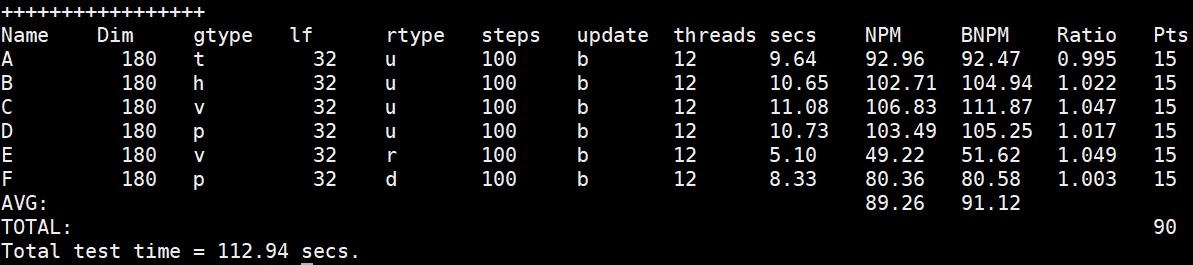 +++++++++++++++++
Name Dim gtype lf rtype steps update threads secs NPM BNPM Ratio Pts
A 180 t 32 u 100 b 12 9.64 92.96 92.47 0.995 15
B 180 h 32 u 100 b 12 10.65 102.71 104.94 1.022 15
C 180 v 32 u 100 b 12 11.08 106.83 111.87 1.047 15
D 180 p 32 u 100 b 12 10.73 103.49 105.25 1.017 15
E 180 v 32 r 100 b 12 5.10 49.22 51.62 1.049 15
F 180 p 32 d 100 b 12 8.33 80.36 80.58 1.003 15
AVG: 89.26 91.12
TOTAL: 90
Total test time = 112.94 secs.